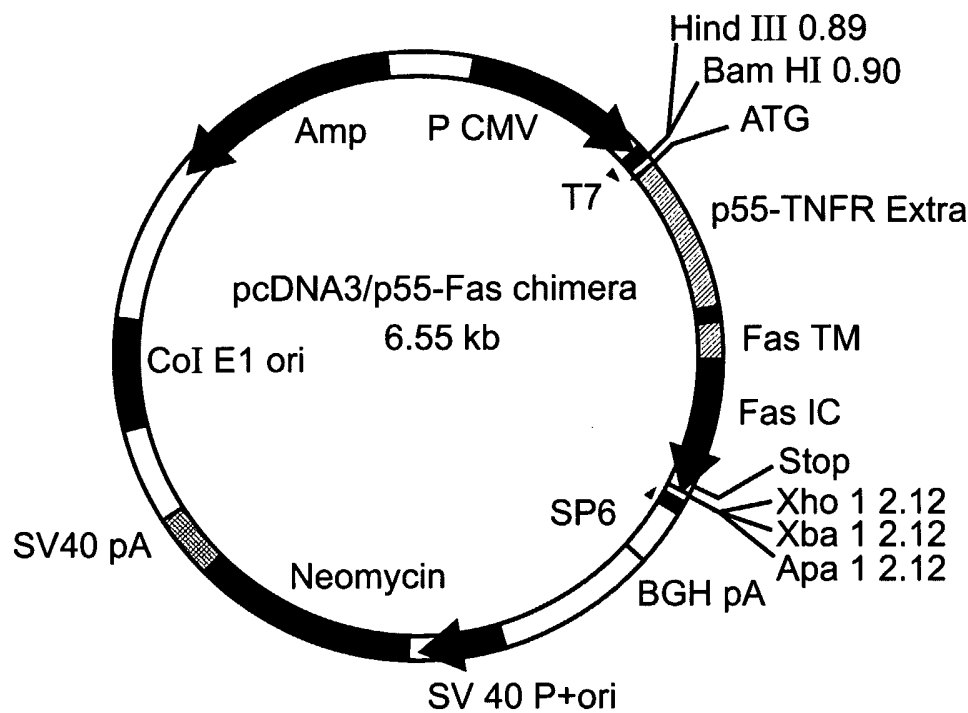 Hind III 0.89
Bam HI 0.90
ATG
Amp
P CMV
T7
p55-TNFR Extra
pcDNA3/p55-Fas chimera
6.55 kb
Fas TM
CoI E1 ori
Fas IC
Stop
Xho 1 2.12
SP6
Xba 1 2.12
Apa 1 2.12
SV40 pA
Neomycin
BGH pA
SV 40 P+ori